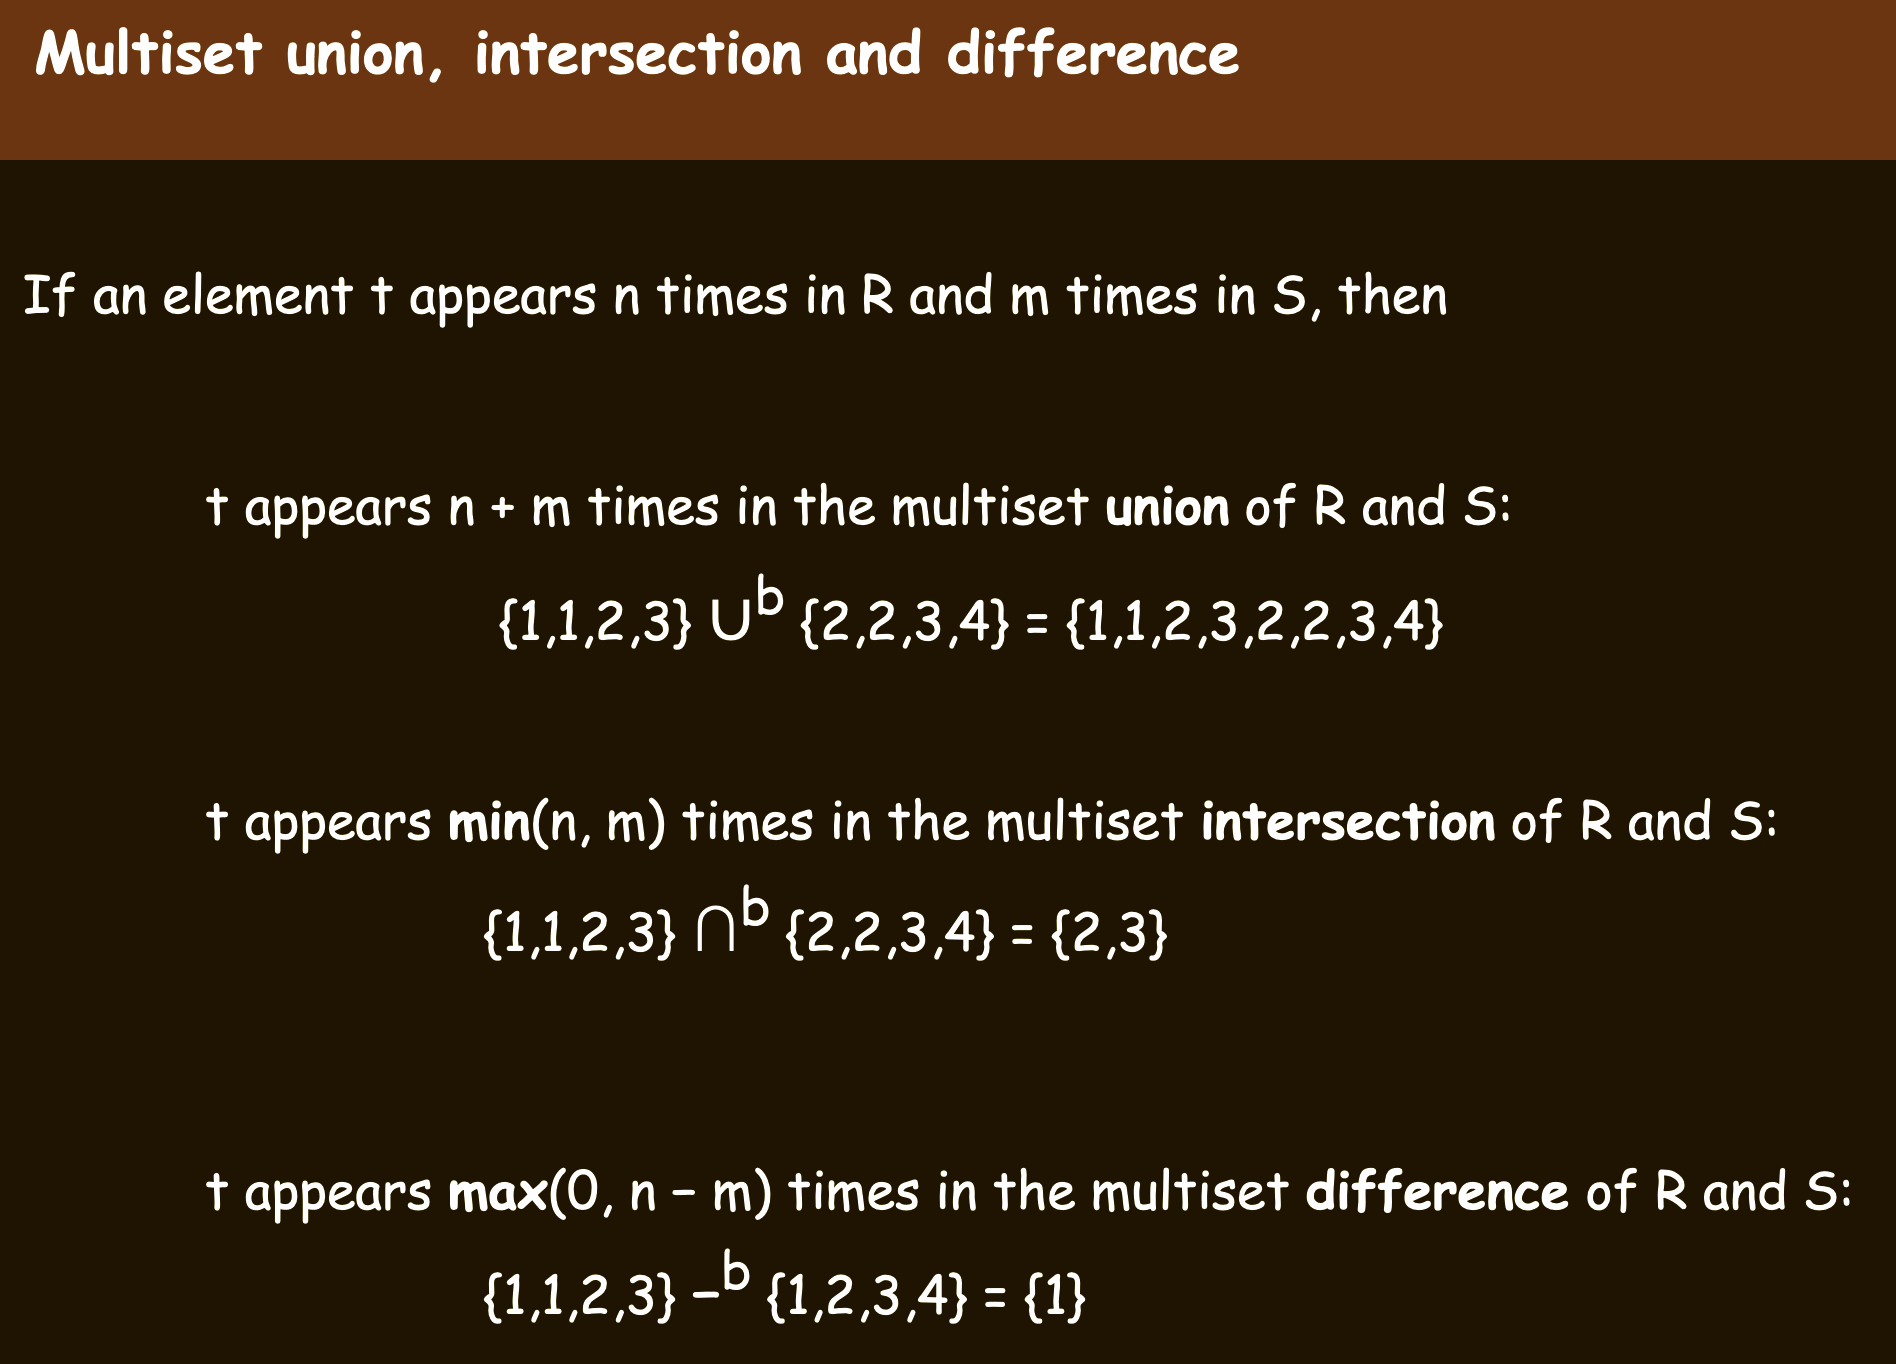 Multiset union, intersection and difference
If an element t appears n times in R and m times in S, then
t appears n + m times in the multiset union of R and S:
{1,1,2,3} ∪ᵇ {2,2,3,4} = {1,1,2,3,2,2,3,4}
t appears min(n, m) times in the multiset intersection of R and S:
{1,1,2,3} ∩ᵇ {2,2,3,4} = {2,3}
t appears max(0, n – m) times in the multiset difference of R and S:
{1,1,2,3} –ᵇ {1,2,3,4} = {1}